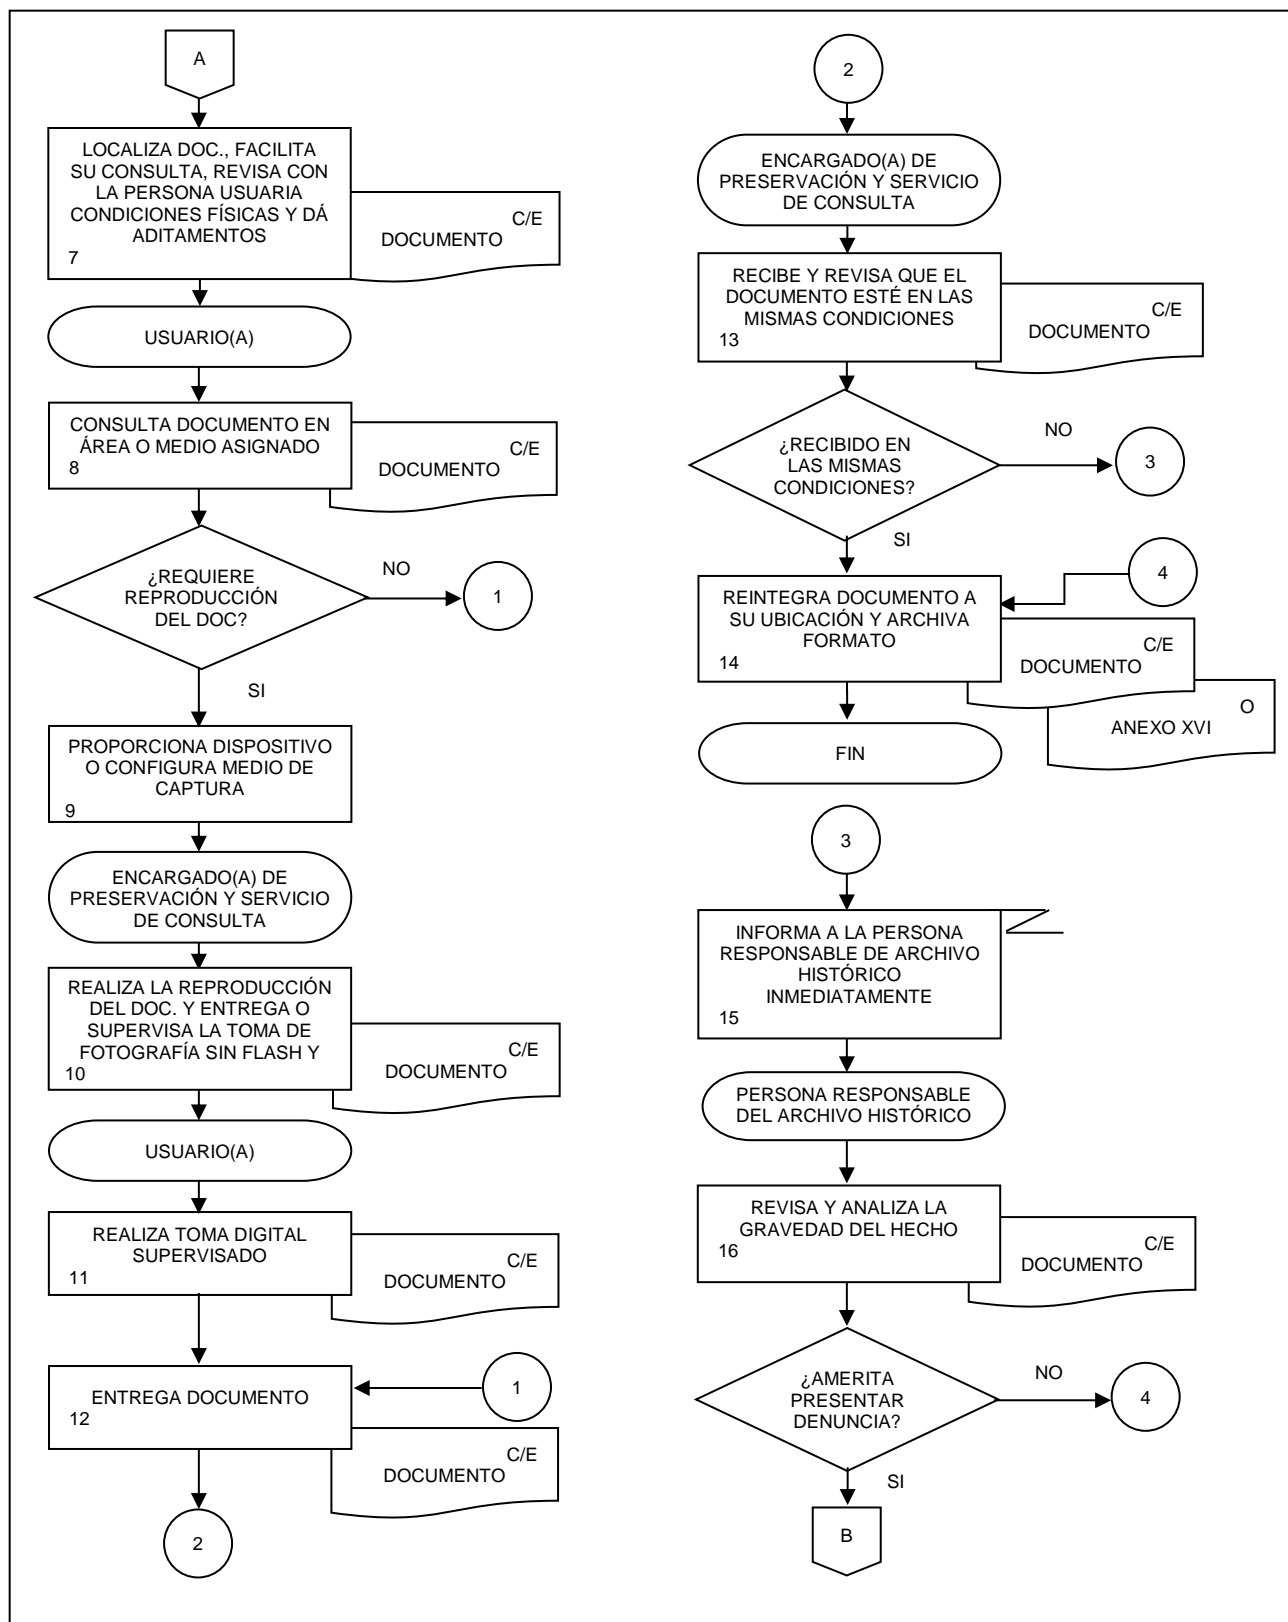 A
LOCALIZA DOC., FACILITA
SU CONSULTA, REVISA CON
LA PERSONA USUARIA
CONDICIONES FÍSICAS Y DÁ
ADITAMENTOS
7
C/E
DOCUMENTO
USUARIO(A)
CONSULTA DOCUMENTO EN
ÁREA O MEDIO ASIGNADO
8
C/E
DOCUMENTO
¿REQUIERE
REPRODUCCIÓN
DEL DOC?
NO
1
SI
PROPORCIONA DISPOSITIVO
O CONFIGURA MEDIO DE
CAPTURA
9
ENCARGADO(A) DE
PRESERVACIÓN Y SERVICIO
DE CONSULTA
REALIZA LA REPRODUCCIÓN
DEL DOC. Y ENTREGA O
SUPERVISA LA TOMA DE
FOTOGRAFÍA SIN FLASH Y
10
C/E
DOCUMENTO
USUARIO(A)
REALIZA TOMA DIGITAL
SUPERVISADO
11
C/E
DOCUMENTO
ENTREGA DOCUMENTO
12
1
C/E
DOCUMENTO
2
2
ENCARGADO(A) DE
PRESERVACIÓN Y SERVICIO
DE CONSULTA
RECIBE Y REVISA QUE EL
DOCUMENTO ESTÉ EN LAS
MISMAS CONDICIONES
13
C/E
DOCUMENTO
¿RECIBIDO EN
LAS MISMAS
CONDICIONES?
NO
3
SI
4
REINTEGRA DOCUMENTO A
SU UBICACIÓN Y ARCHIVA
FORMATO
14
C/E
DOCUMENTO
O
ANEXO XVI
FIN
3
INFORMA A LA PERSONA
RESPONSABLE DE ARCHIVO
HISTÓRICO
INMEDIATAMENTE
15
PERSONA RESPONSABLE
DEL ARCHIVO HISTÓRICO
REVISA Y ANALIZA LA
GRAVEDAD DEL HECHO
16
C/E
DOCUMENTO
¿AMERITA
PRESENTAR
DENUNCIA?
NO
4
SI
B